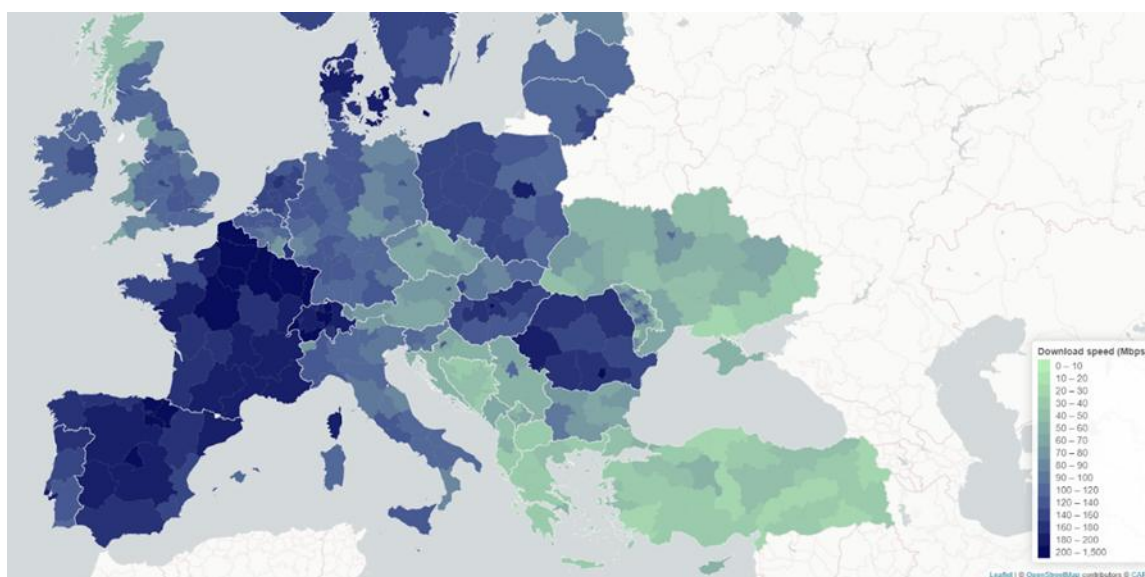 Download speed (Mbps
0 – 10
10 – 20
20 – 30
30 – 40
40 – 50
50 – 60
60 – 70
70 – 80
80 – 90
90 – 100
100 – 120
120 – 140
140 – 160
160 – 180
180 – 200
200 – 1,500
Leaflet | © OpenStreetMap contributors © CAR